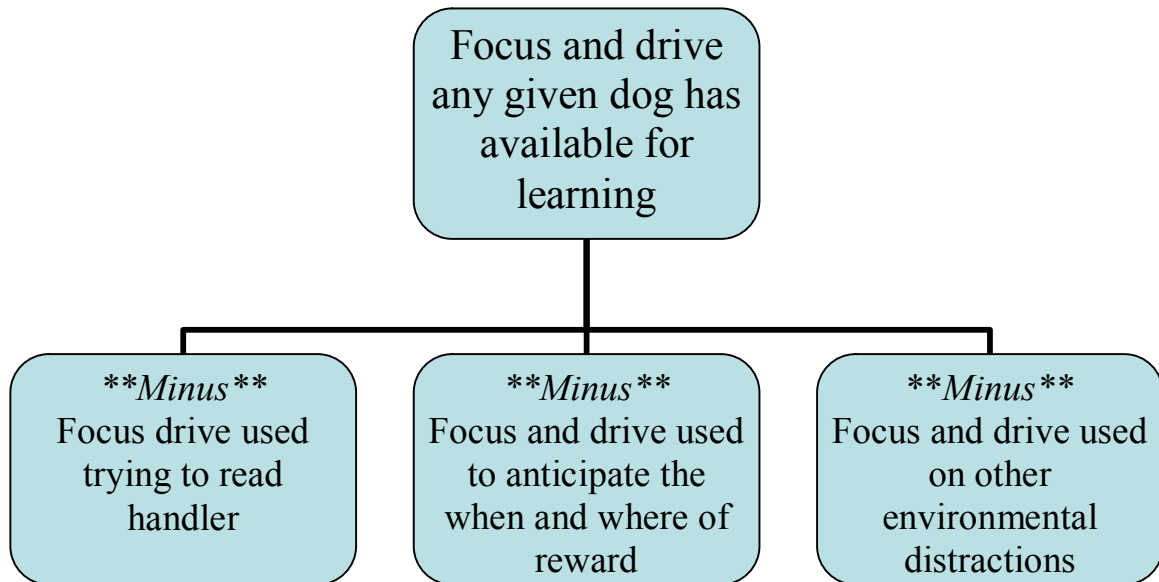 Focus and drive
any given dog has
available for
learning
**Minus**
Focus drive used
trying to read
handler
**Minus**
Focus and drive used
to anticipate the
when and where of
reward
**Minus**
Focus and drive used
on other
environmental
distractions